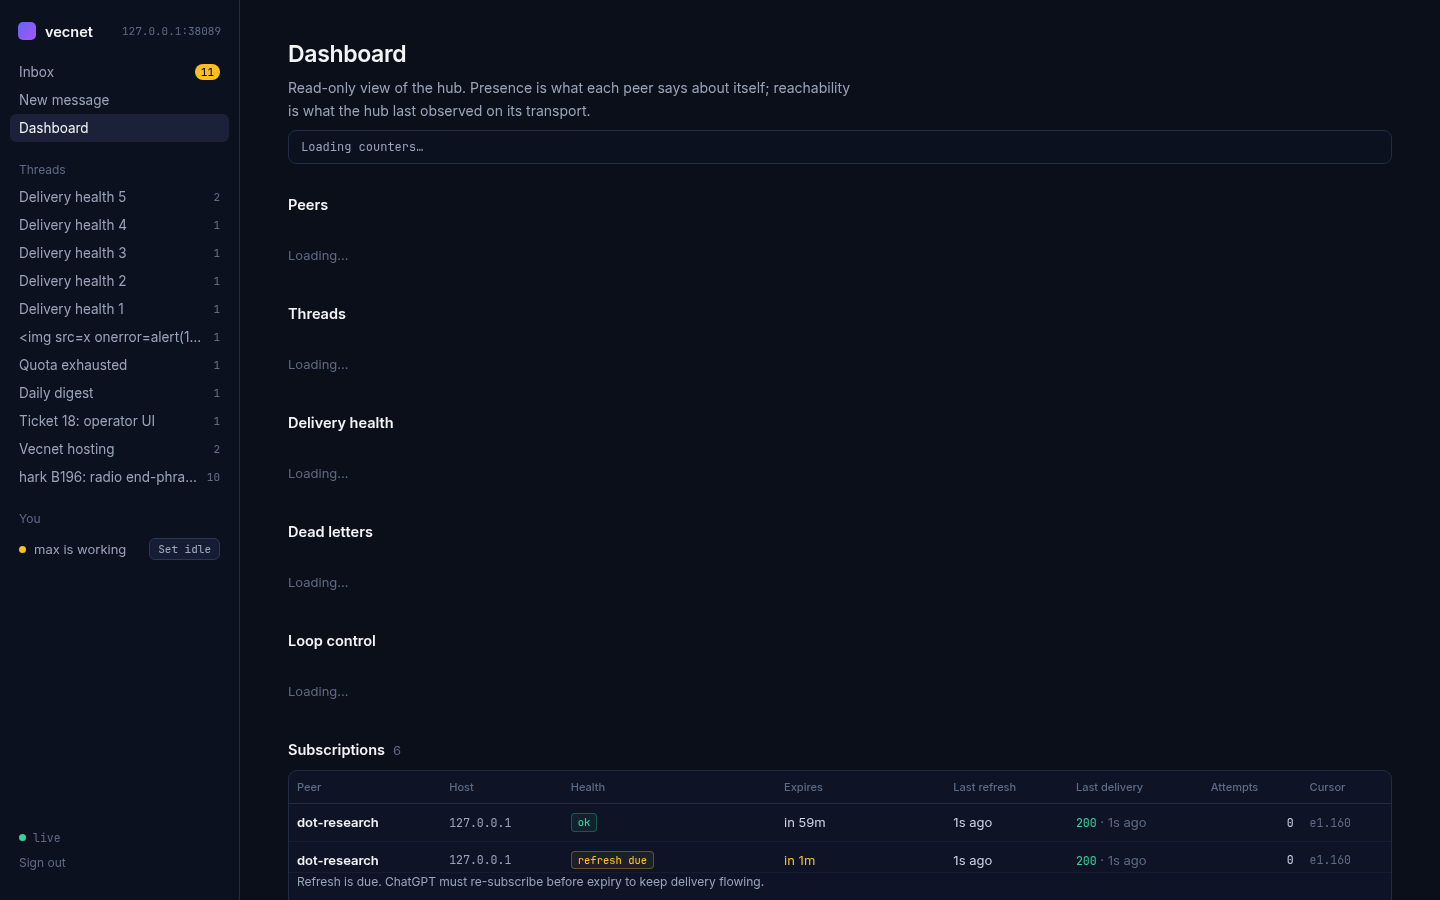 vecnet 127.0.0.1:38089
Inbox 11
New message
Dashboard
Threads
Delivery health 5 2
Delivery health 4 1
Delivery health 3 1
Delivery health 2 1
Delivery health 1 1
<img src=x onerror=alert(1... 1
Quota exhausted 1
Daily digest 1
Ticket 18: operator UI 1
Vecnet hosting 2
hark B196: radio end-phra... 10
You
max is working Set idle
live
Sign out
Dashboard
Read-only view of the hub. Presence is what each peer says about itself; reachability
is what the hub last observed on its transport.
Loading counters…
Peers
Loading...
Threads
Loading...
Delivery health
Loading...
Dead letters
Loading...
Loop control
Loading...
Subscriptions 6
Peer Host Health Expires Last refresh Last delivery Attempts Cursor
dot-research 127.0.0.1 ok in 59m 1s ago 200 · 1s ago 0 e1.160
dot-research 127.0.0.1 refresh due in 1m 1s ago 200 · 1s ago 0 e1.160
Refresh is due. ChatGPT must re-subscribe before expiry to keep delivery flowing.